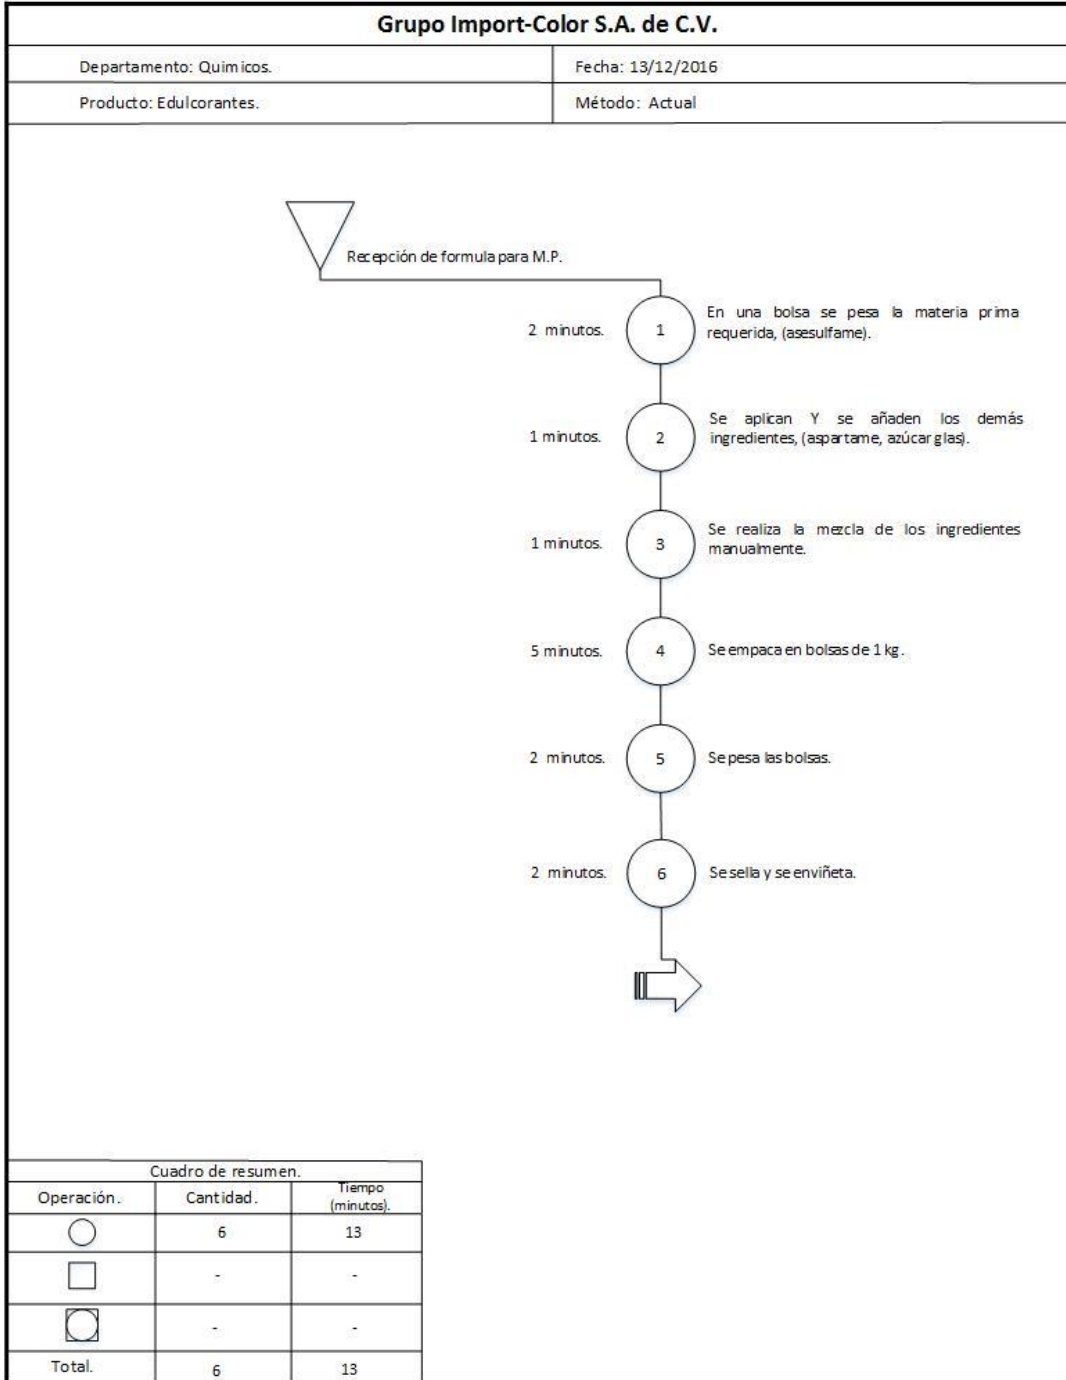 Grupo Import-Color S.A. de C.V.
Departamento: Quimicos.
Fecha: 13/12/2016
Producto: Edulcorantes.
Método: Actual
Recepción de formula para M.P.
2 minutos.
1
En una bolsa se pesa la materia prima
requerida, (asesulfame).
1 minutos.
2
Se aplican Y se añaden los demás
ingredientes, (aspartame, azúcar glas).
1 minutos.
3
Se realiza la mezcla de los ingredientes
manualmente.
5 minutos.
4
Se empaca en bolsas de 1 kg.
2 minutos.
5
Se pesa las bolsas.
2 minutos.
6
Se sella y se enviñeta.
Cuadro de resumen.
Operación.
Cantidad.
Tiempo
(minutos).
6
13
-
-
-
-
Total.
6
13